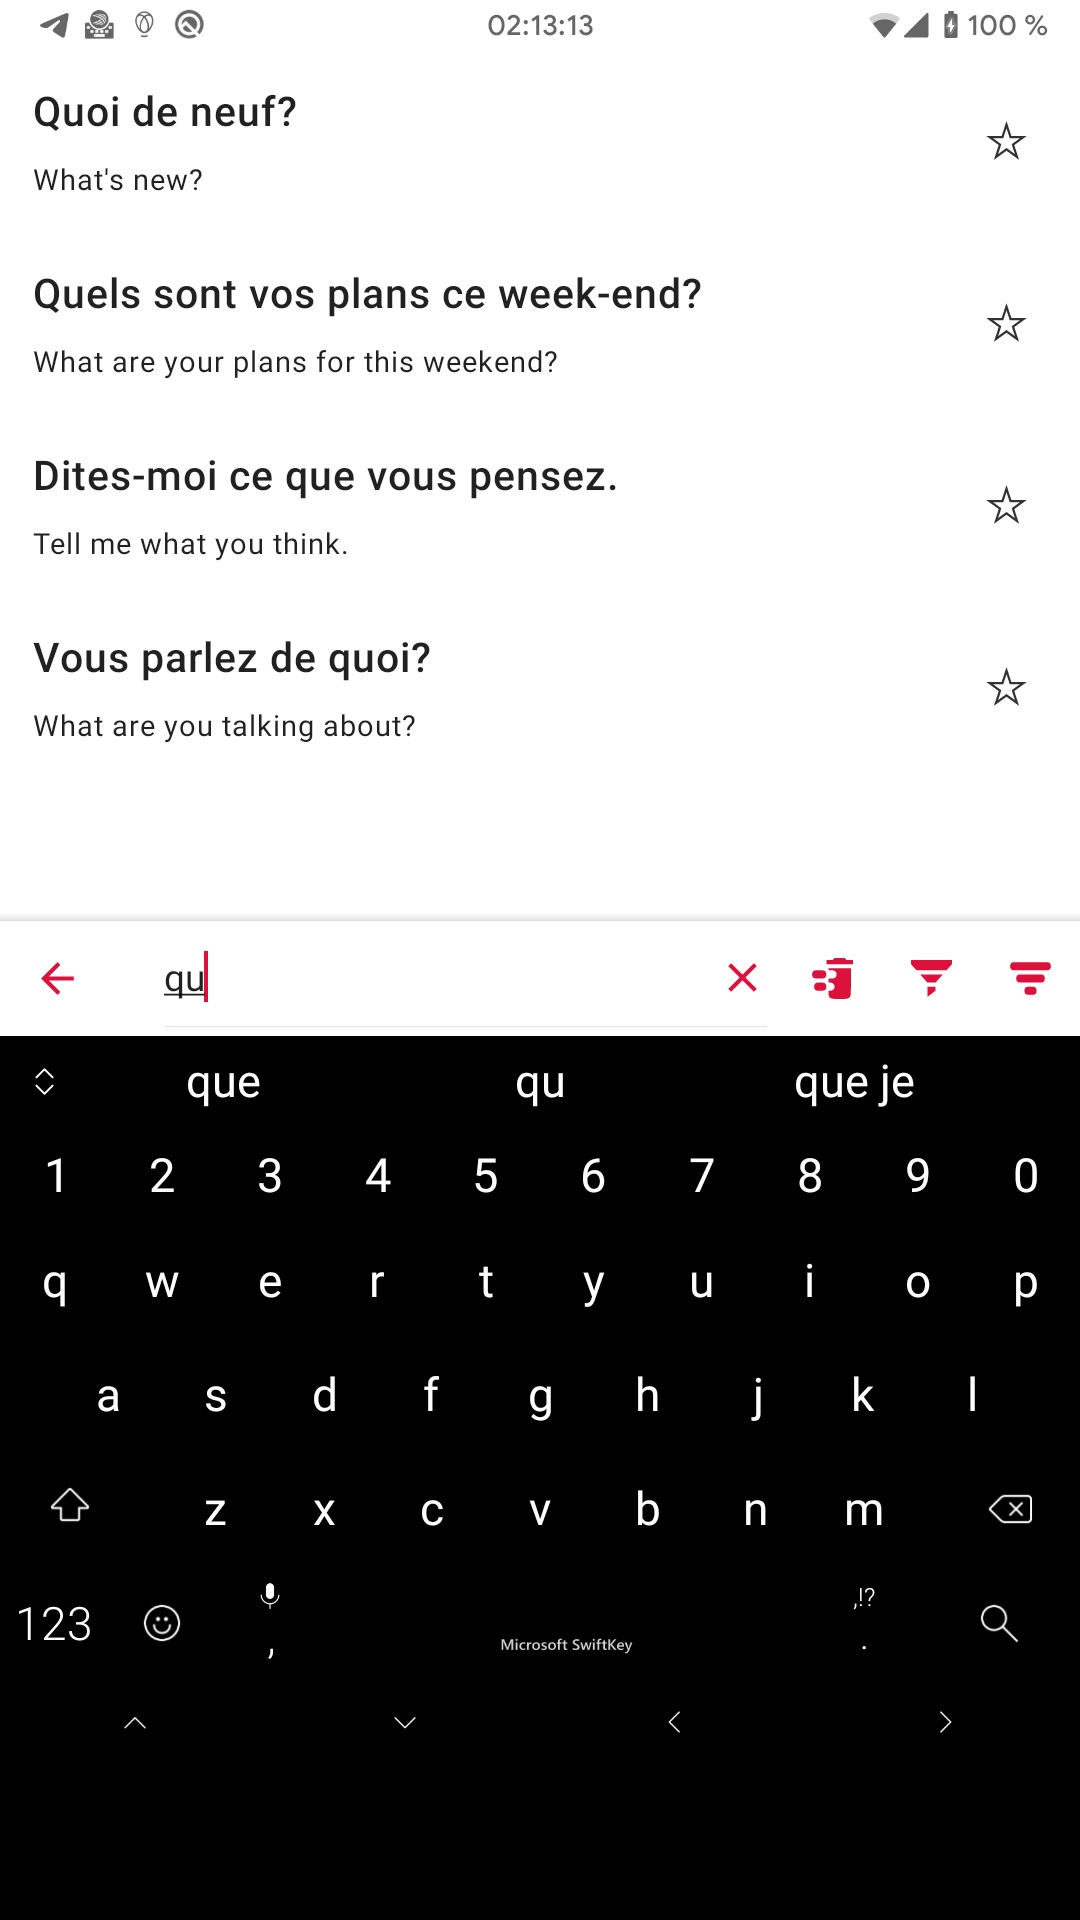 02:13:13
100 %
Quoi de neuf?
What's new?
Quels sont vos plans ce week-end?
What are your plans for this weekend?
Dites-moi ce que vous pensez.
Tell me what you think.
Vous parlez de quoi?
What are you talking about?
qu
que qu que je
1 2 3 4 5 6 7 8 9 0
q w e r t y u i o p
a s d f g h j k l
z x c v b n m
,!?
123 , Microsoft SwiftKey .